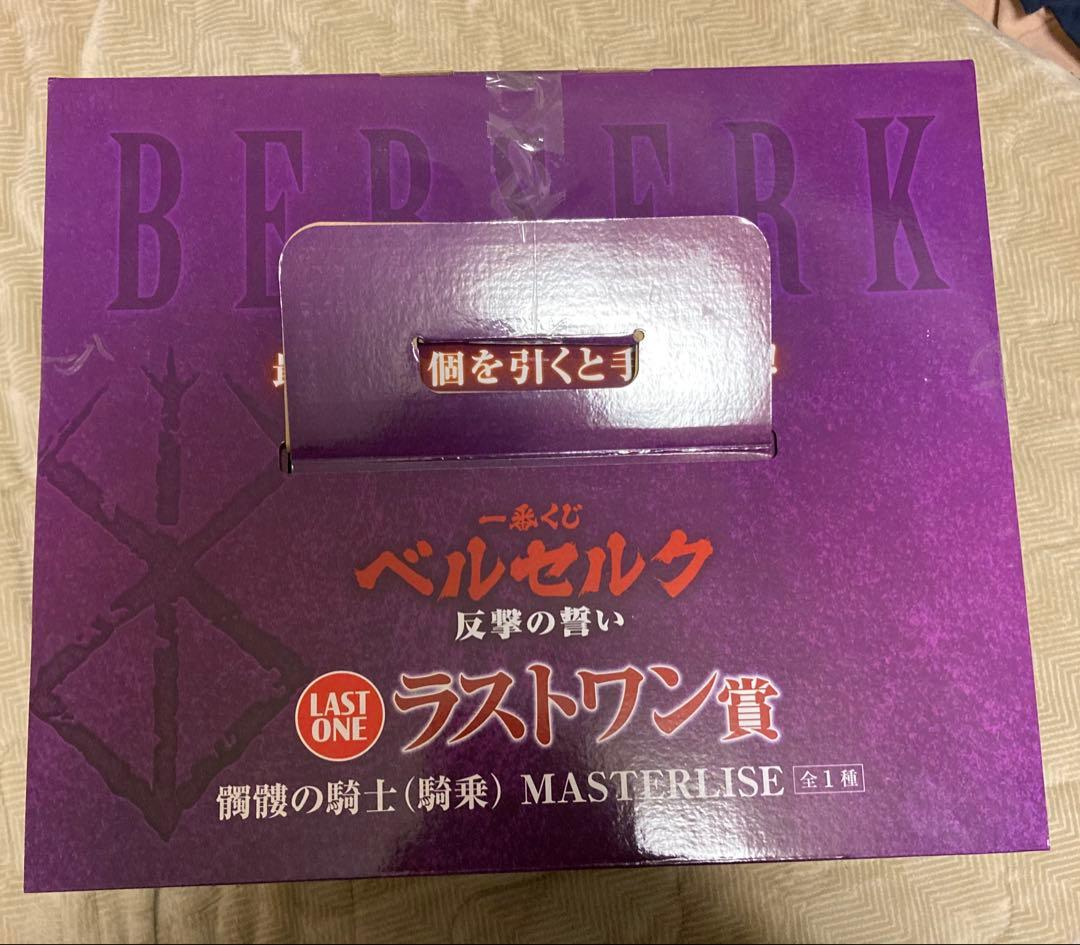 BERSERK
個を引くと
一番くじ
ベルセルク
反撃の誓い
LAST ONE ラストワン賞
髑髏の騎士(騎乗) MASTERLISE 全1種